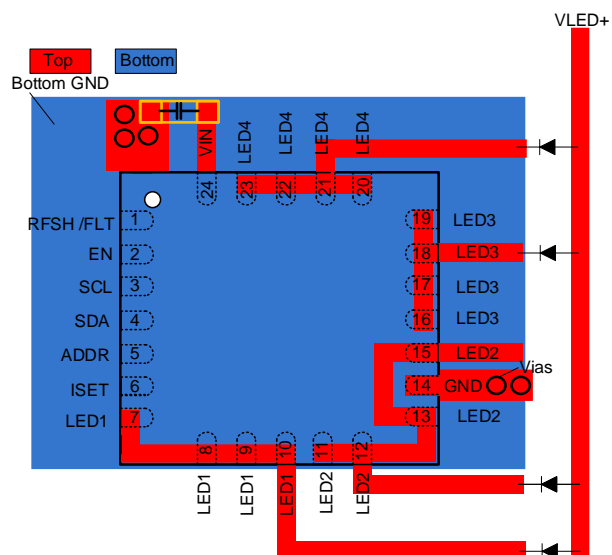 VLED+
Top
Bottom
Bottom GND
VIN
LED4
LED4
LED4
LED4
24
23
22
21
20
RFSH /FLT
1
19
LED3
EN
2
18
LED3
SCL
3
17
LED3
SDA
4
16
LED3
ADDR
5
15
LED2
Vias
ISET
6
14
GND
LED1
7
13
LED2
8
9
10
11
12
LED1
LED1
LED1
LED2
LED2